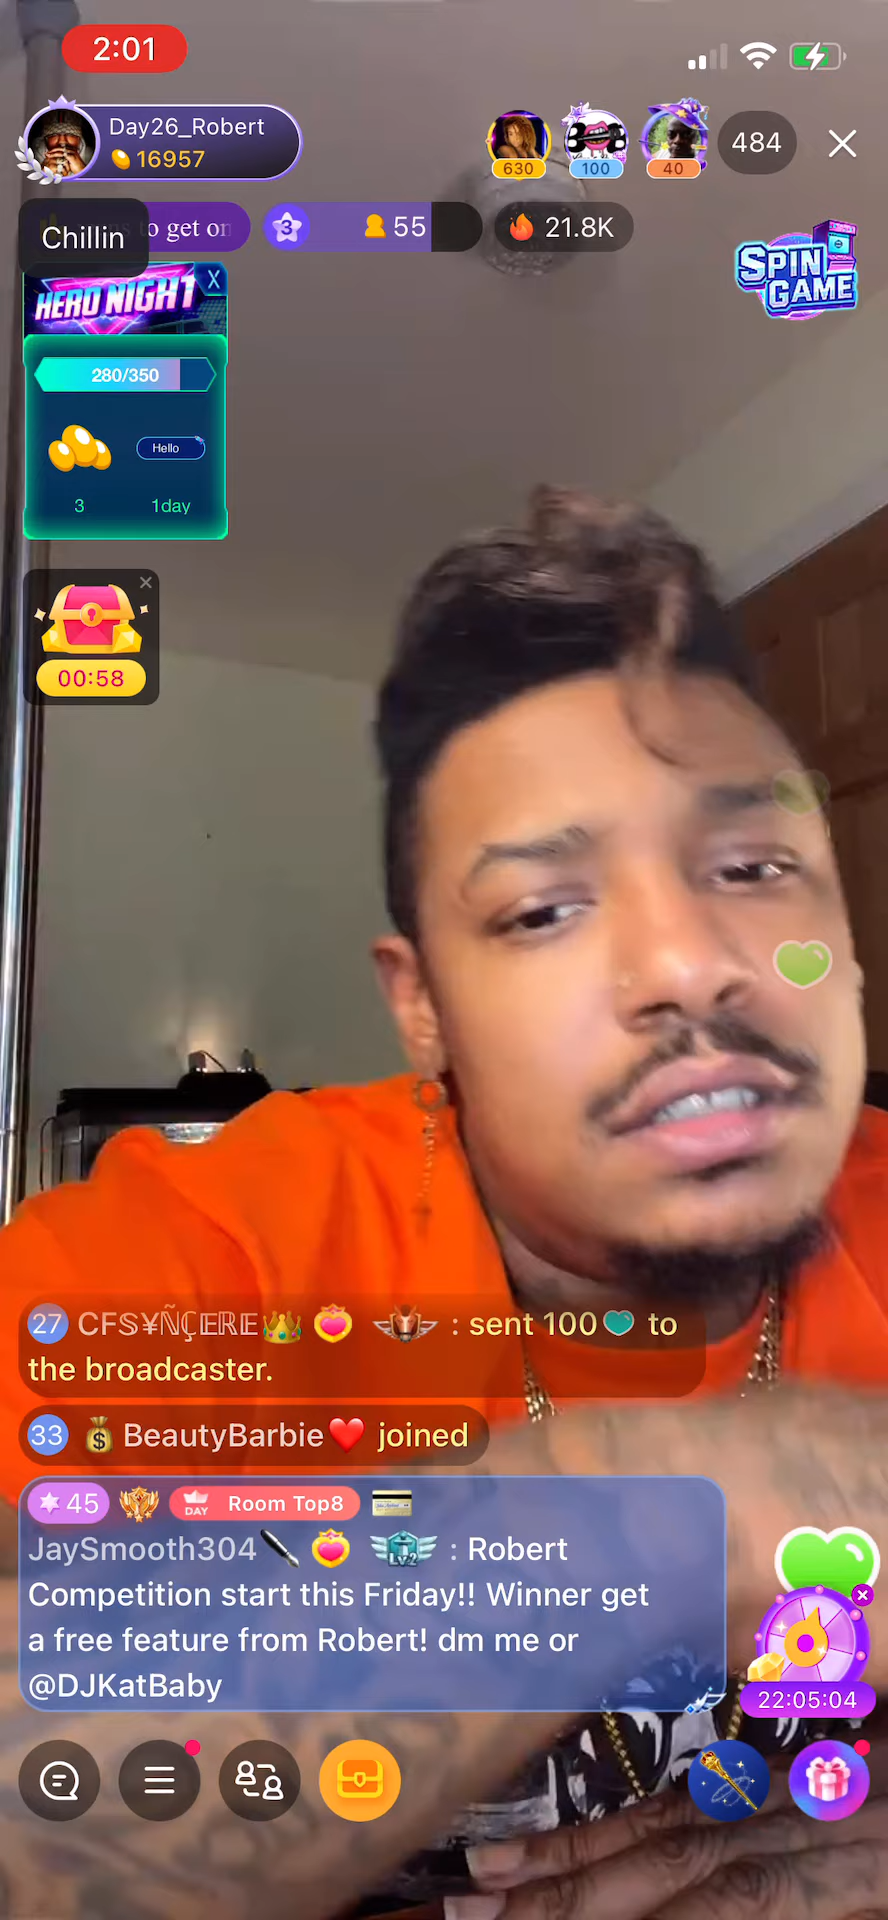 2:01
Day26_Robert
16957
630
100
40
484
Chillin
to get on
3
55
21.8K
SPIN GAME
HERO NIGHT
X
280/350
Hello
3
1day
00:58
27 CFS¥ÑÇERE👑 : sent 100 to
the broadcaster.
33 💰 BeautyBarbie❤️ joined
45 DAY Room Top8
JaySmooth304 Lv2 : Robert
Competition start this Friday!! Winner get
a free feature from Robert! dm me or
@DJKatBaby
22:05:04